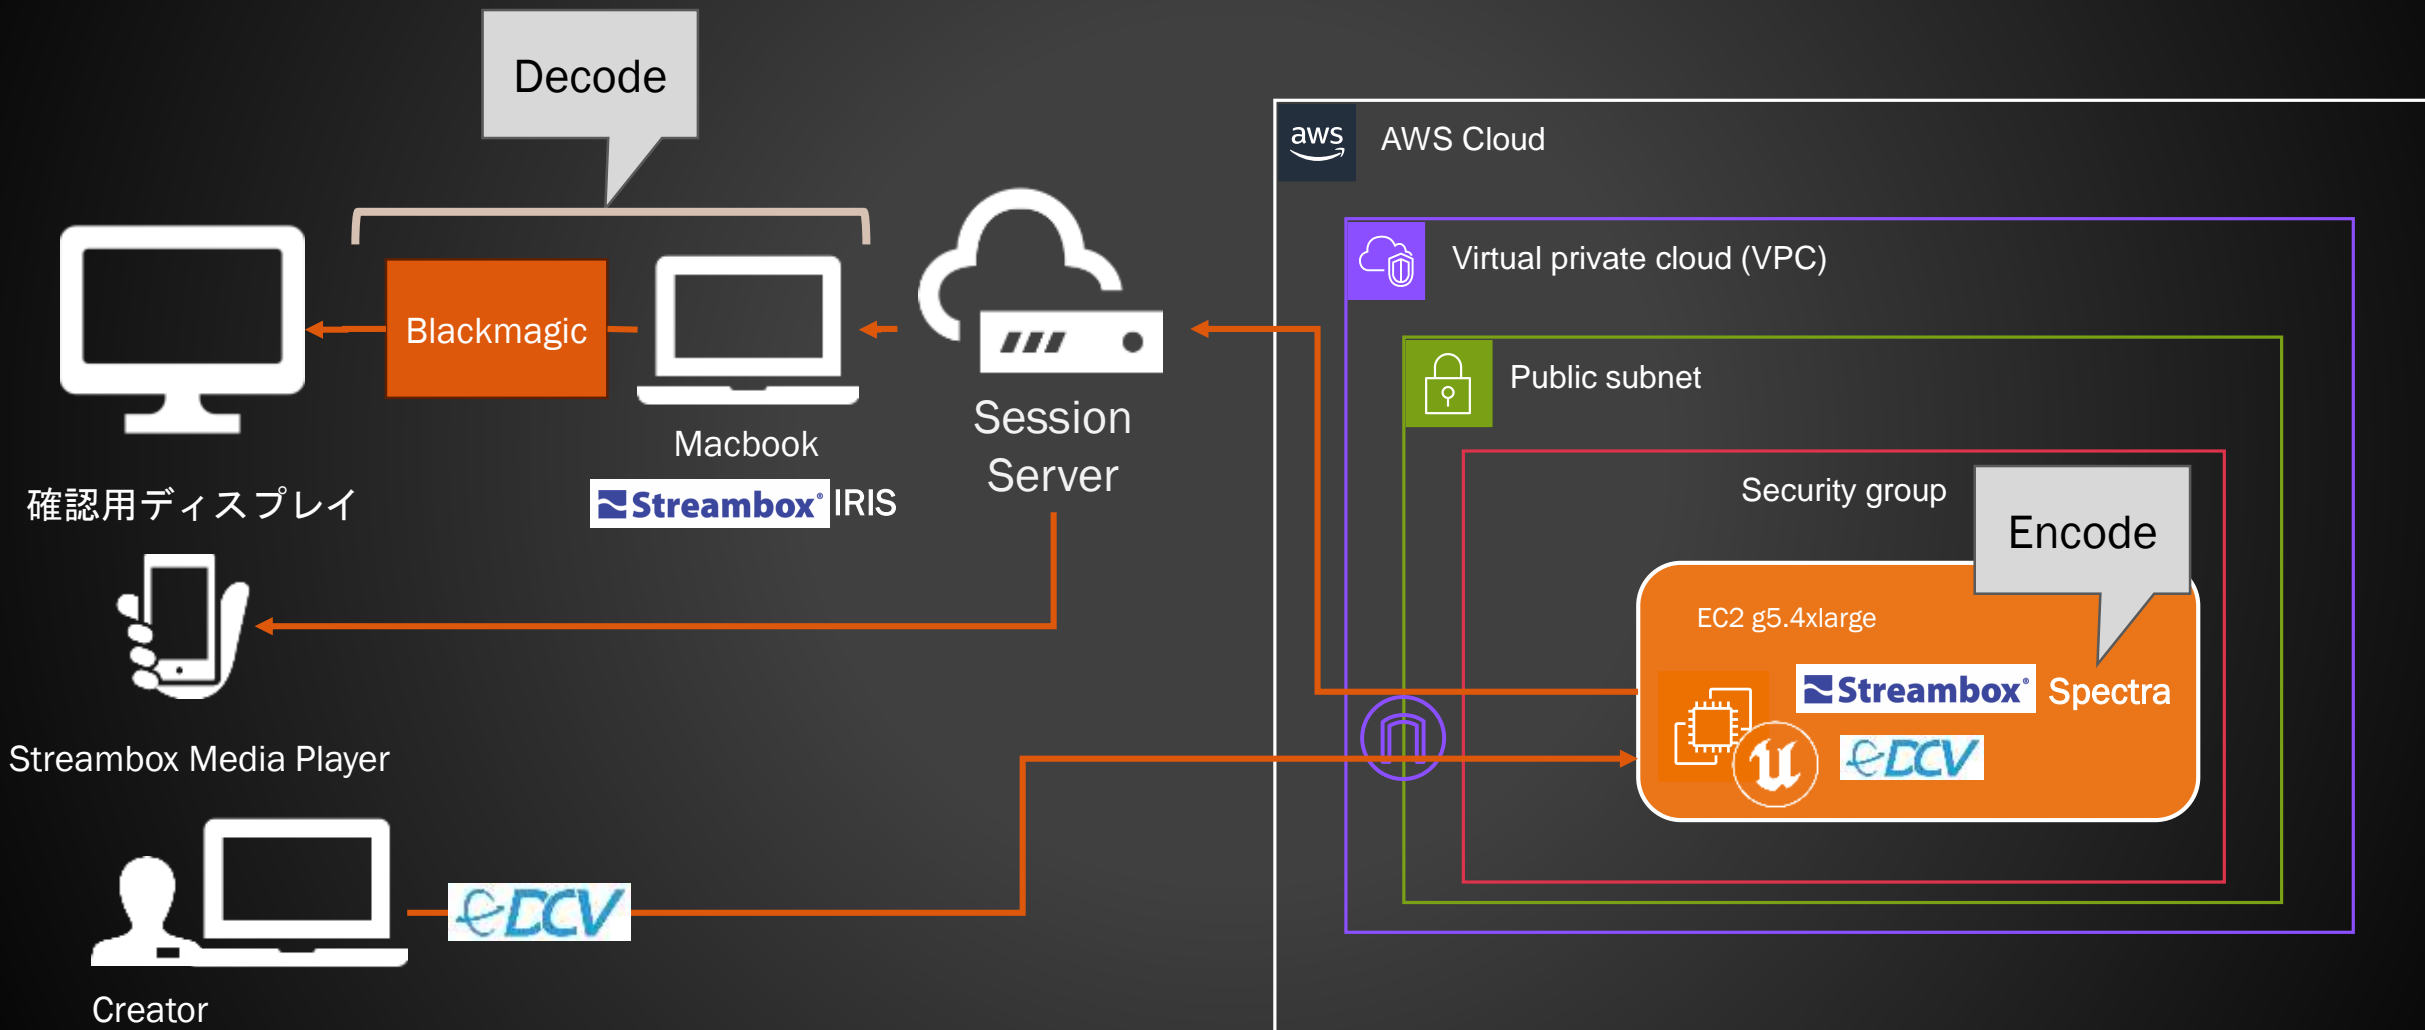 Decode
aws
AWS Cloud
Virtual private cloud (VPC)
Blackmagic
Public subnet
Macbook
Session
Server
確認用ディスプレイ
Streambox® IRIS
Security group
Encode
EC2 g5.4xlarge
Streambox® Spectra
DCV
Streambox Media Player
DCV
Creator